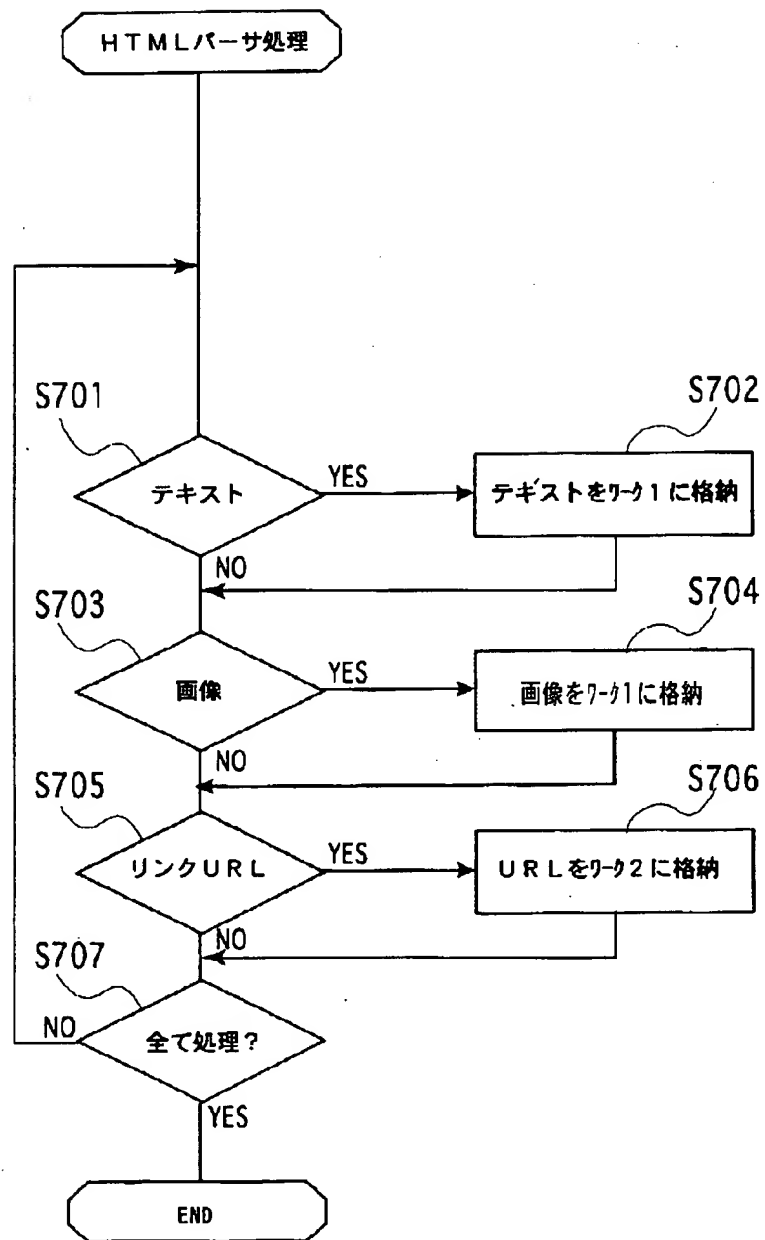 HTMLパーサ処理
S701
テキスト
YES
NO
S702
テキストをワーク1に格納
S703
画像
YES
NO
S704
画像をワーク1に格納
S705
リンクURL
YES
NO
S706
URLをワーク2に格納
S707
全て処理?
NO
YES
END